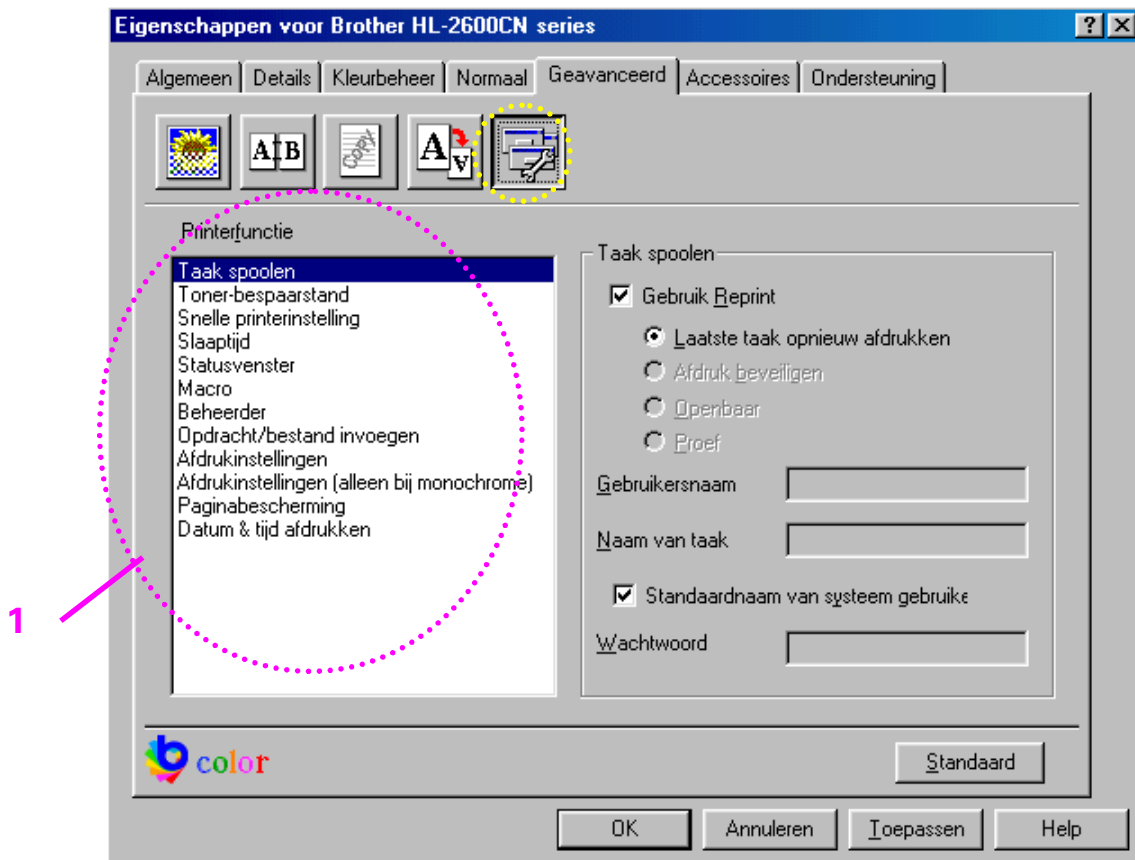 Eigenschappen voor Brother HL-2600CN series
Algemeen Details Kleurbeheer Normaal Geavanceerd Accessoires Ondersteuning
A B COPY A A
Printerfunctie
Taak spoolen
Toner-bespaarstand
Snelle printerinstelling
Slaaptijd
Statusvenster
Macro
Beheerder
Opdracht/bestand invoegen
Afdrukinstellingen
Afdrukinstellingen (alleen bij monochrome)
Paginabescherming
Datum & tijd afdrukken
1
Taak spoolen
Gebruik Reprint
Laatste taak opnieuw afdrukken
Afdruk beveiligen
Openbaar
Proef
Gebruikersnaam
Naam van taak
Standaardnaam van systeem gebruike
Wachtwoord
b color
Standaard
OK Annuleren Toepassen Help